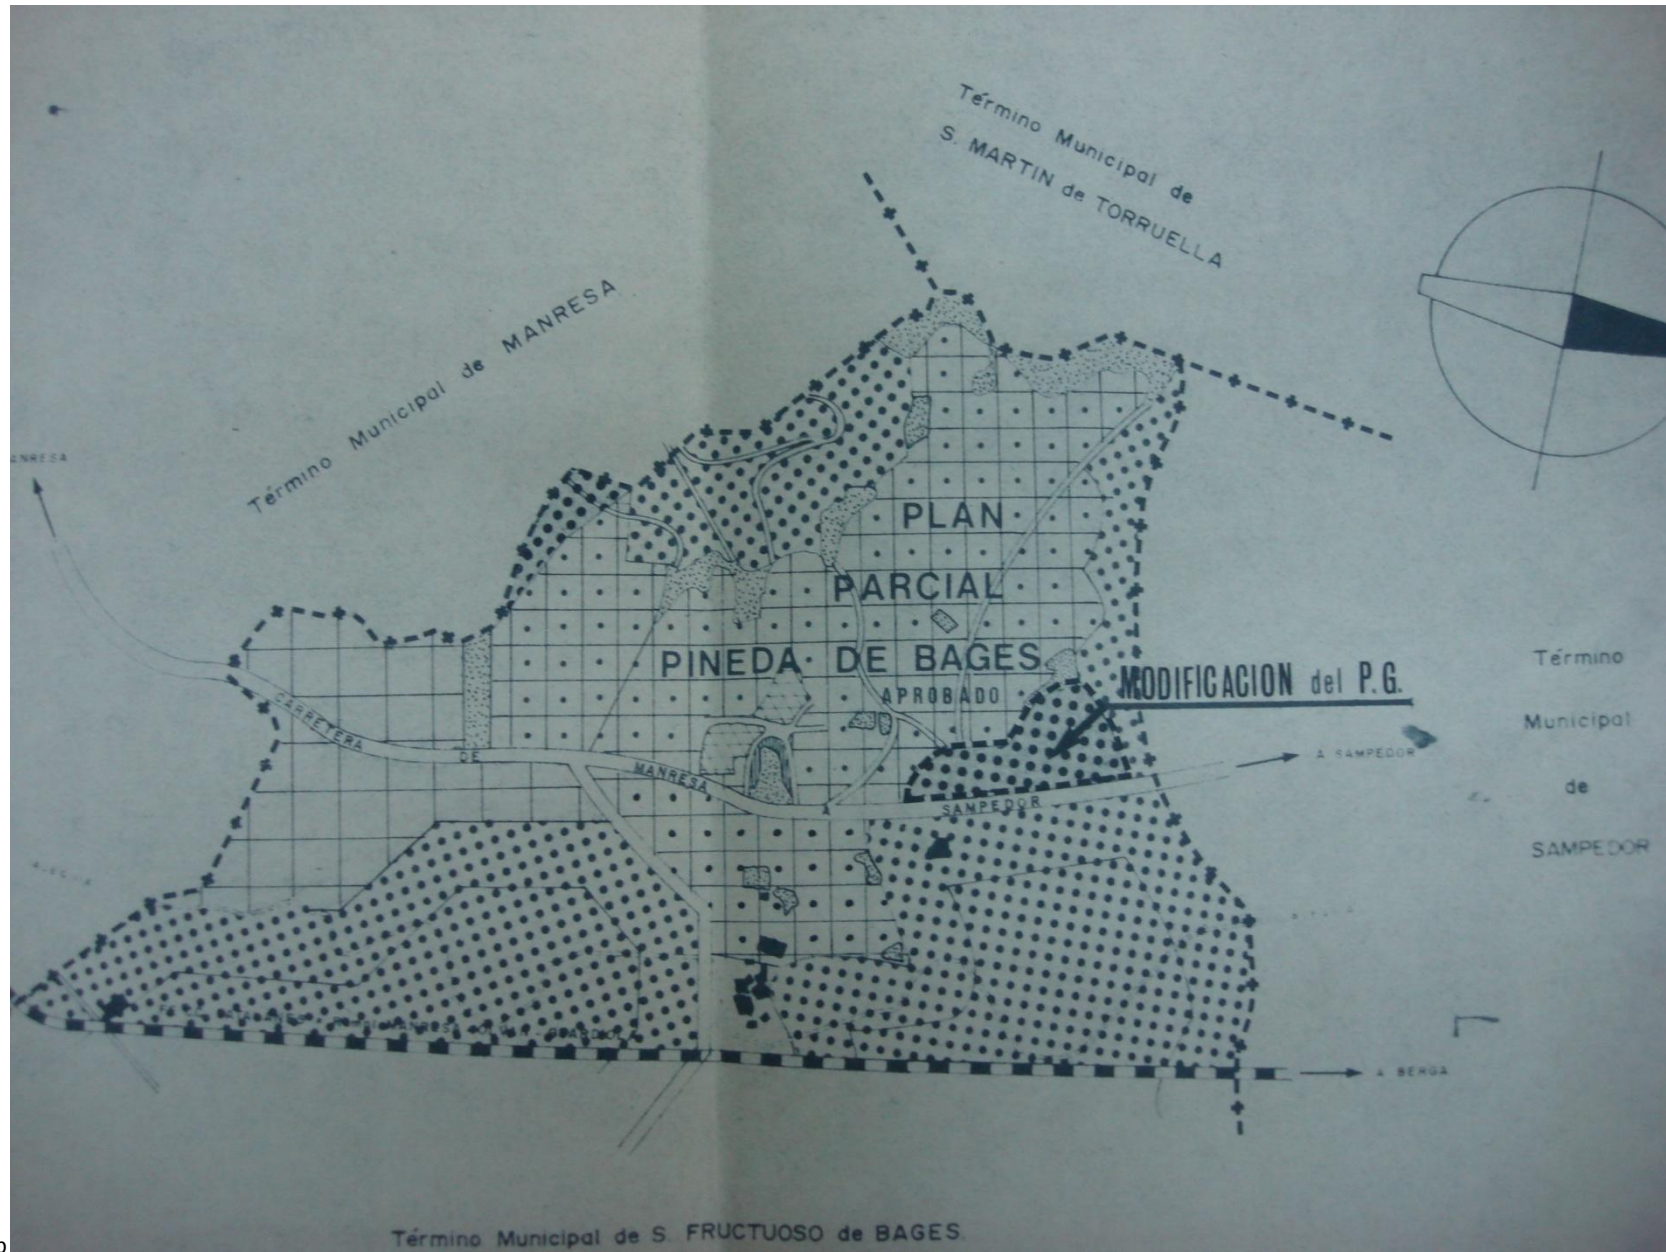 Término Municipal de
S. MARTIN de TORRUELLA
Término Municipal de MANRESA
ANRESA
PLAN
PARCIAL
PINEDA DE BAGES
APROBADO
MODIFICACION del P.G.
Término
Municipal
de
SAMPEDOR
A SAMPEDOR
CARRETERA DE MANRESA A SAMPEDOR
A BERGA
Término Municipal de S. FRUCTUOSO de BAGES